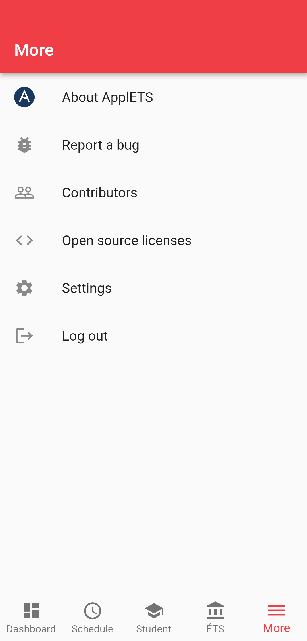 More
About ApplETS
Report a bug
Contributors
Open source licenses
Settings
Log out
Dashboard
Schedule
Student
ÉTS
More